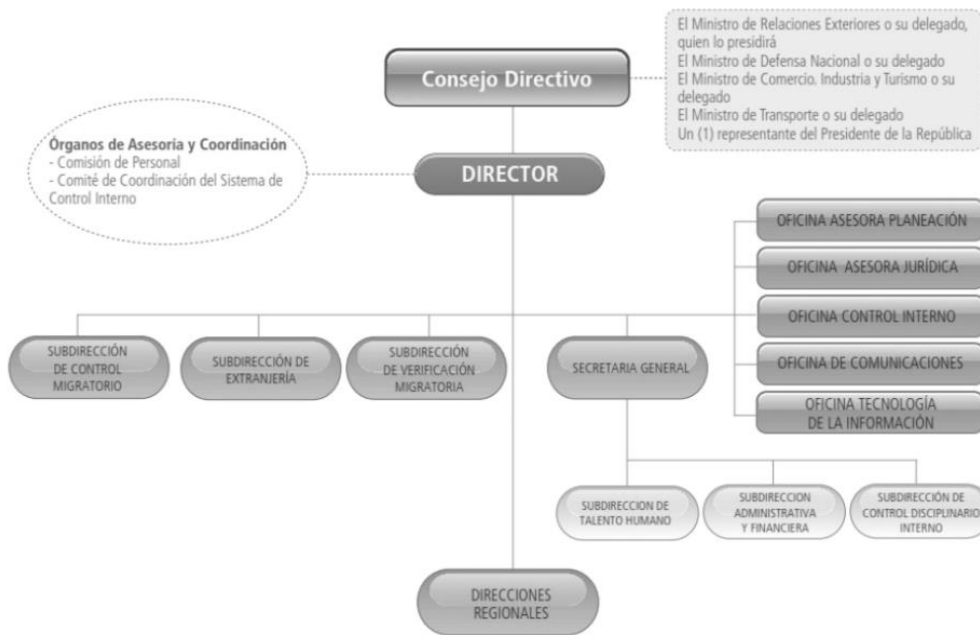 El Ministro de Relaciones Exteriores o su delegado,
quien lo presidirá
El Ministro de Defensa Nacional o su delegado
El Ministro de Comercio. Industria y Turismo o su
delegado
El Ministro de Transporte o su delegado
Un (1) representante del Presidente de la República
Consejo Directivo
Órganos de Asesoría y Coordinación
- Comisión de Personal
- Comité de Coordinación del Sistema de
Control Interno
DIRECTOR
OFICINA ASESORA PLANEACIÓN
OFICINA ASESORA JURÍDICA
OFICINA CONTROL INTERNO
OFICINA DE COMUNICACIONES
OFICINA TECNOLOGÍA
DE LA INFORMACIÓN
SUBDIRECCIÓN
DE CONTROL
MIGRATORIO
SUBDIRECCIÓN DE
EXTRANJERÍA
SUBDIRECCIÓN
DE VERIFICACIÓN
MIGRATORIA
SECRETARIA GENERAL
SUBDIRECCION DE
TALENTO HUMANO
SUBDIRECCION
ADMINISTRATIVA
Y FINANCIERA
SUBDIRECCIÓN DE
CONTROL DISCIPLINARIO
INTERNO
DIRECCIONES
REGIONALES